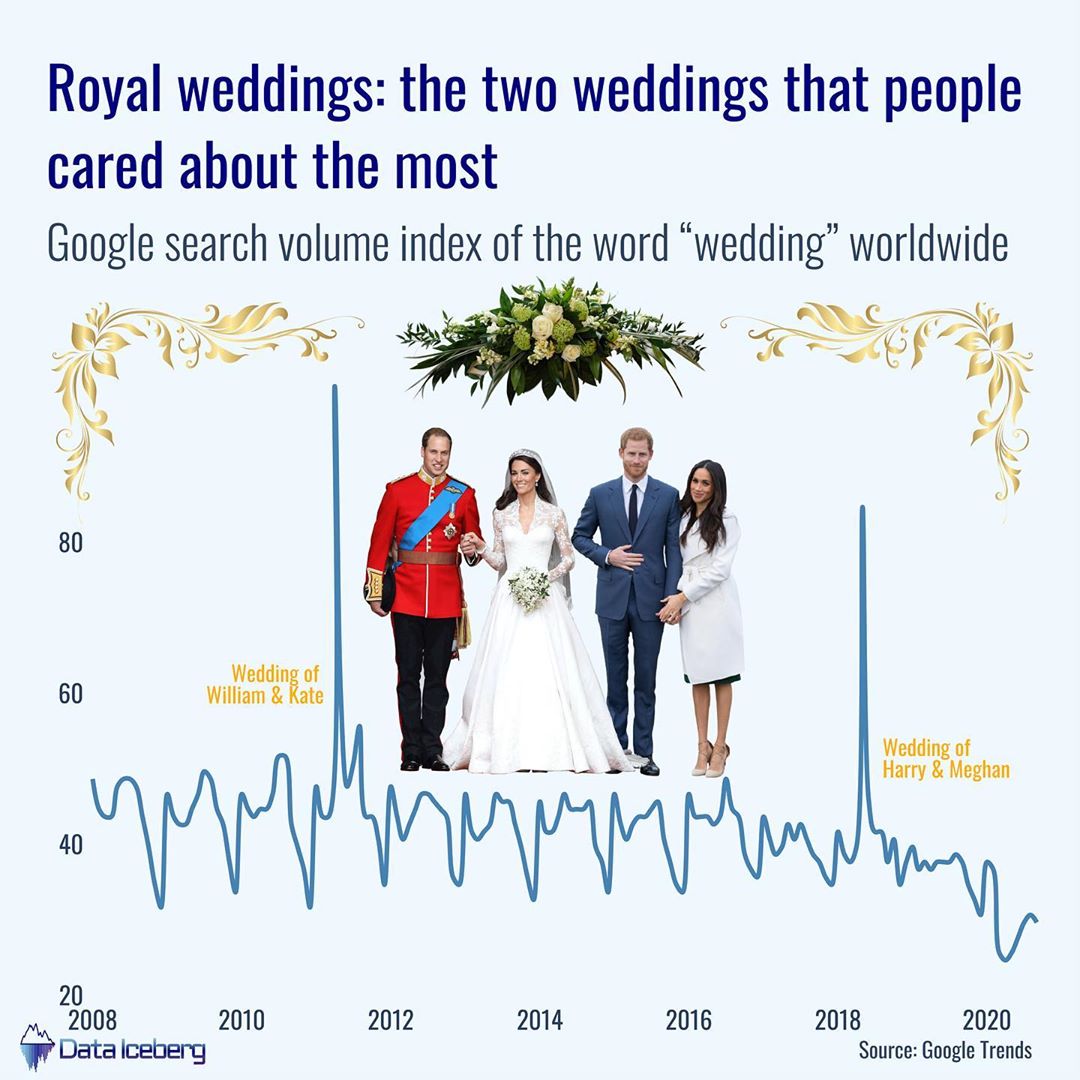 Royal weddings: the two weddings that people
cared about the most
Google search volume index of the word “wedding” worldwide
80
Wedding of
William & Kate
60
Wedding of
Harry & Meghan
40
20
2008
2010
2012
2014
2016
2018
2020
Data Iceberg
Source: Google Trends